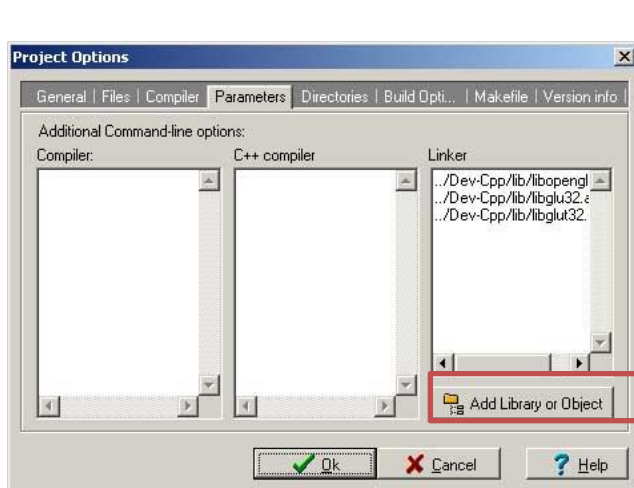 Project Options
General | Files | Compiler | Parameters | Directories | Build Opti... | Makefile | Version info |
Additional Command-line options:
Compiler: C++ compiler Linker
../Dev-Cpp/lib/libopengl
../Dev-Cpp/lib/libglu32.a
../Dev-Cpp/lib/libglut32.
Add Library or Object
Ok Cancel Help